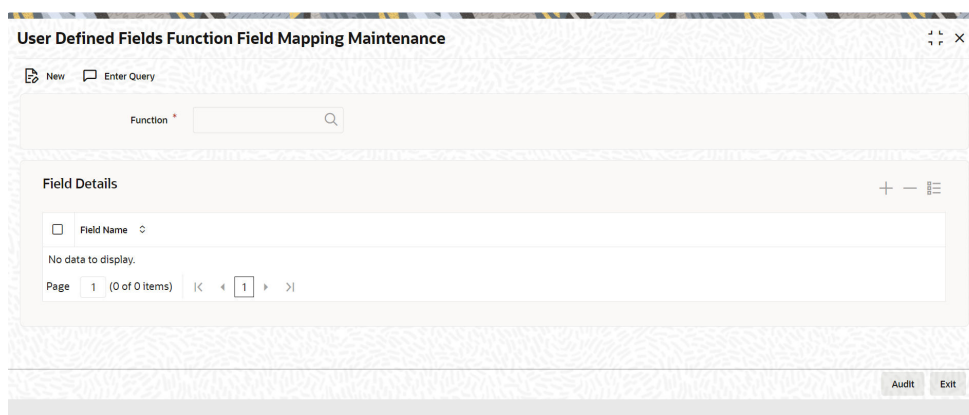 User Defined Fields Function Field Mapping Maintenance
New Enter Query
Function *
Field Details
Field Name
No data to display.
Page 1 (0 of 0 items) 1
Audit Exit